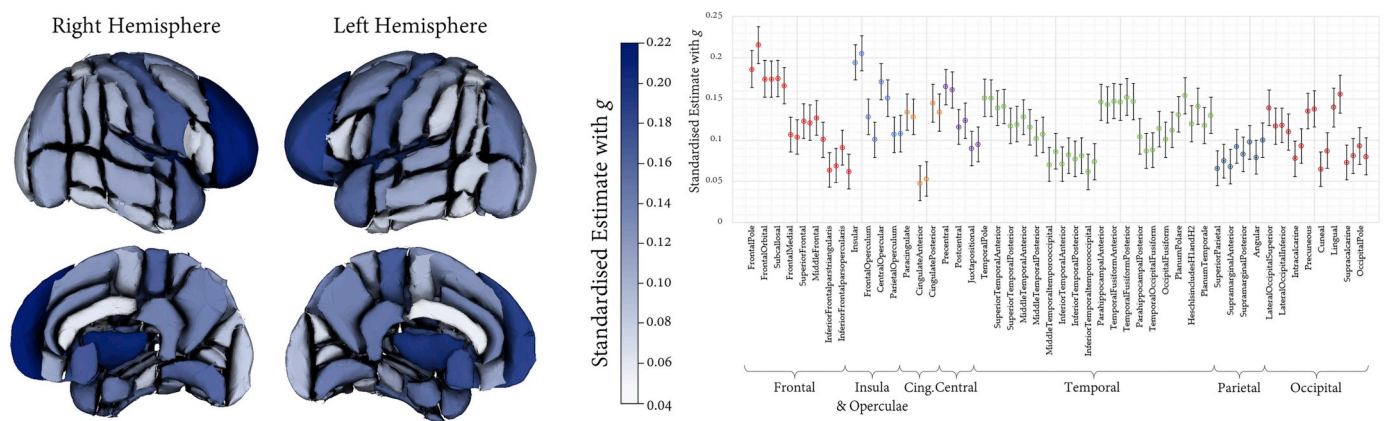 Right Hemisphere
Left Hemisphere
Standardised Estimate with g
0.22
0.20
0.18
0.16
0.14
0.12
0.10
0.08
0.06
0.04
Standardised Estimate with g
0.25
0.2
0.15
0.1
0.05
0
FrontalPole
FrontalOrbital
Subcallosal
FrontalMedial
SuperiorFrontal
MiddleFrontal
InferiorFrontalparstriangularis
InferiorFrontalparsopercularis
Insular
FrontalOperculum
CentralOpercular
ParietalOperculum
Paracingulate
CingulateAnterior
CingulatePosterior
Precentral
Postcentral
Juxtapositional
TemporalPole
SuperiorTemporalAnterior
SuperiorTemporalPosterior
MiddleTemporalAnterior
MiddleTemporalPosterior
MiddleTemporaltemporooccipital
InferiorTemporalAnterior
InferiorTemporalPosterior
InferiorTemporaltemporooccipital
ParahippocampalAnterior
TemporalFusiformAnterior
TemporalFusiformPosterior
ParahippocampalPosterior
TemporalOccipitalFusiform
OccipitalFusiform
PlanumPolare
HeschlsincludesH1andH2
PlanumTemporale
SuperiorParietal
SupramarginalAnterior
SupramarginalPosterior
Angular
LateralOccipitalSuperior
LateralOccipitalInferior
Intracalcarine
Precuneous
Cuneal
Lingual
Supracalcarine
OccipitalPole
Frontal
Insula
& Operculae
Cing.
Central
Temporal
Parietal
Occipital